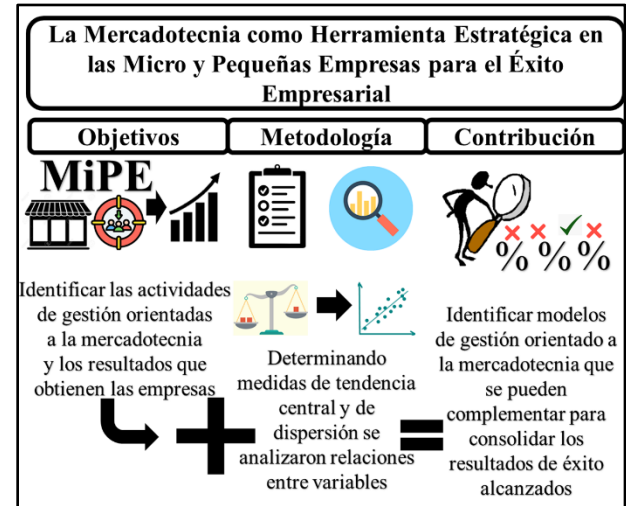 La Mercadotecnia como Herramienta Estratégica en
las Micro y Pequeñas Empresas para el Éxito
Empresarial
Objetivos
Metodología
Contribución
MiPE
% % %
Identificar las actividades
de gestión orientadas
a la mercadotecnia
y los resultados que
obtienen las empresas
Determinando
medidas de tendencia
central y de
dispersión se
analizaron relaciones
entre variables
Identificar modelos
de gestión orientado a
la mercadotecnia que
se pueden
complementar para
consolidar los
resultados de éxito
alcanzados